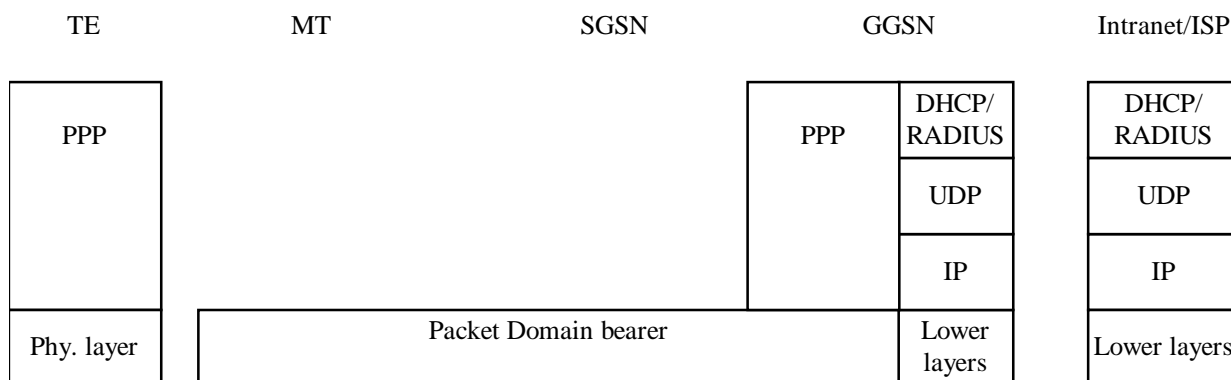 TE MT SGSN GGSN Intranet/ISP
PPP
PPP
DHCP/
RADIUS
DHCP/
RADIUS
UDP
UDP
IP
IP
Phy. layer
Packet Domain bearer
Lower
layers
Lower layers